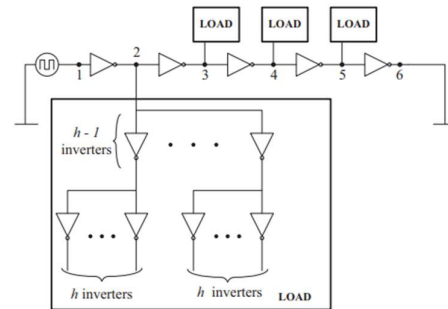 LOAD LOAD LOAD
1 2 3 4 5 6
h - 1
inverters
h inverters h inverters
LOAD